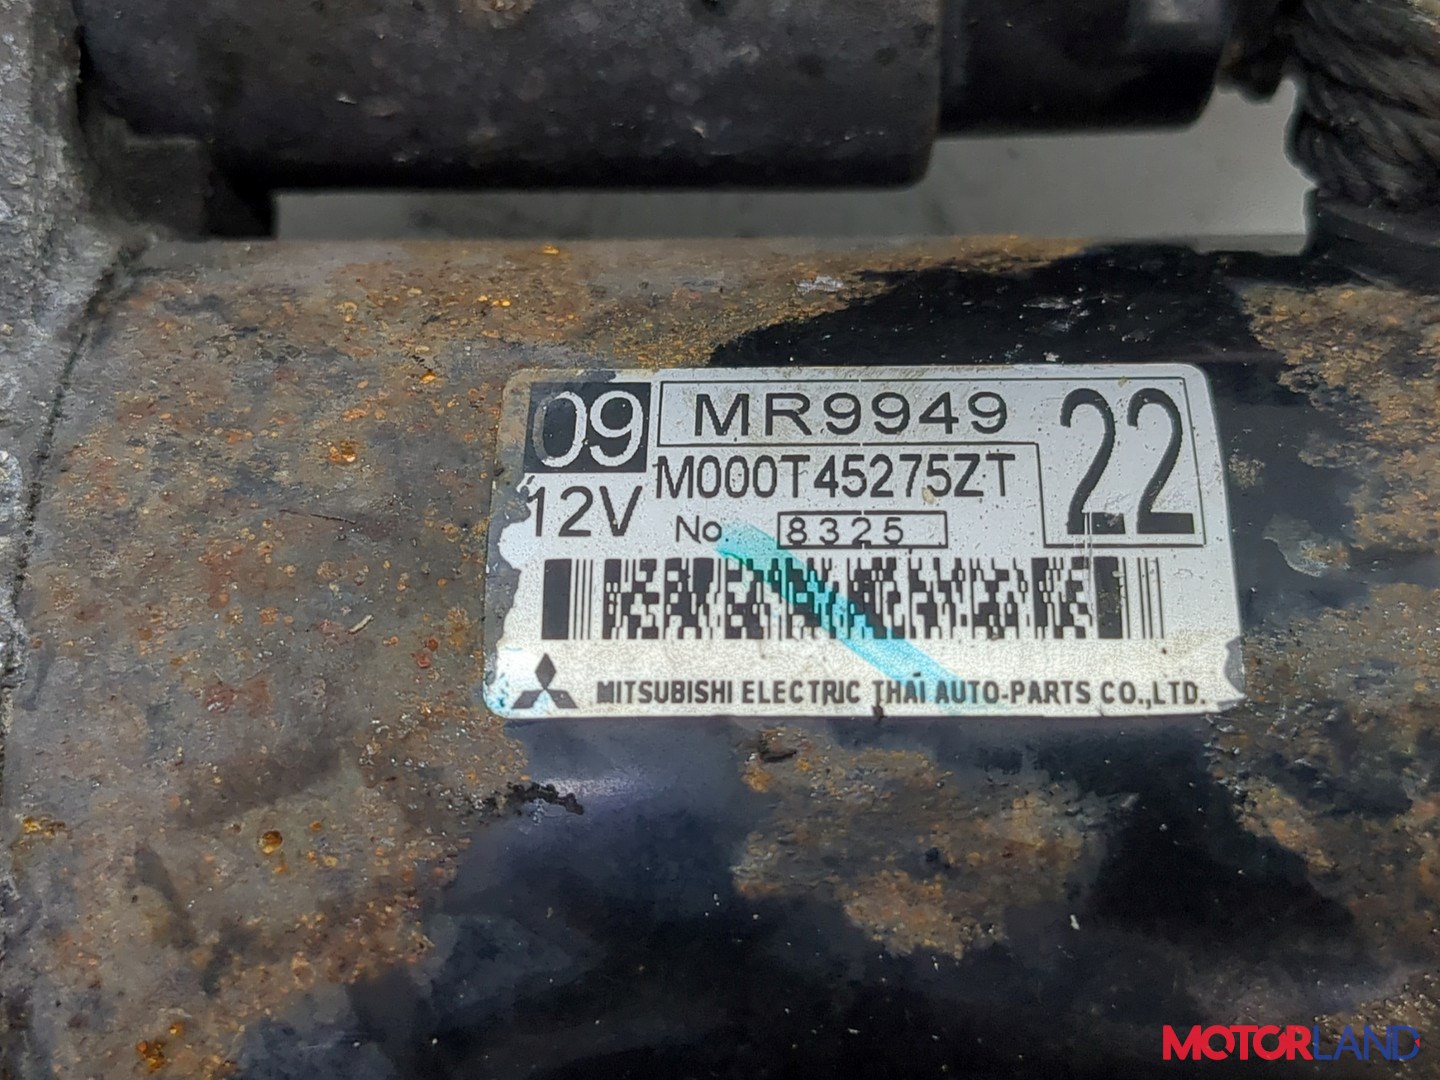 09 MR9949 22
M000T45275ZT
12V No 8325
MITSUBISHI ELECTRIC THAI AUTO-PARTS CO.,LTD.
MOTORLAND